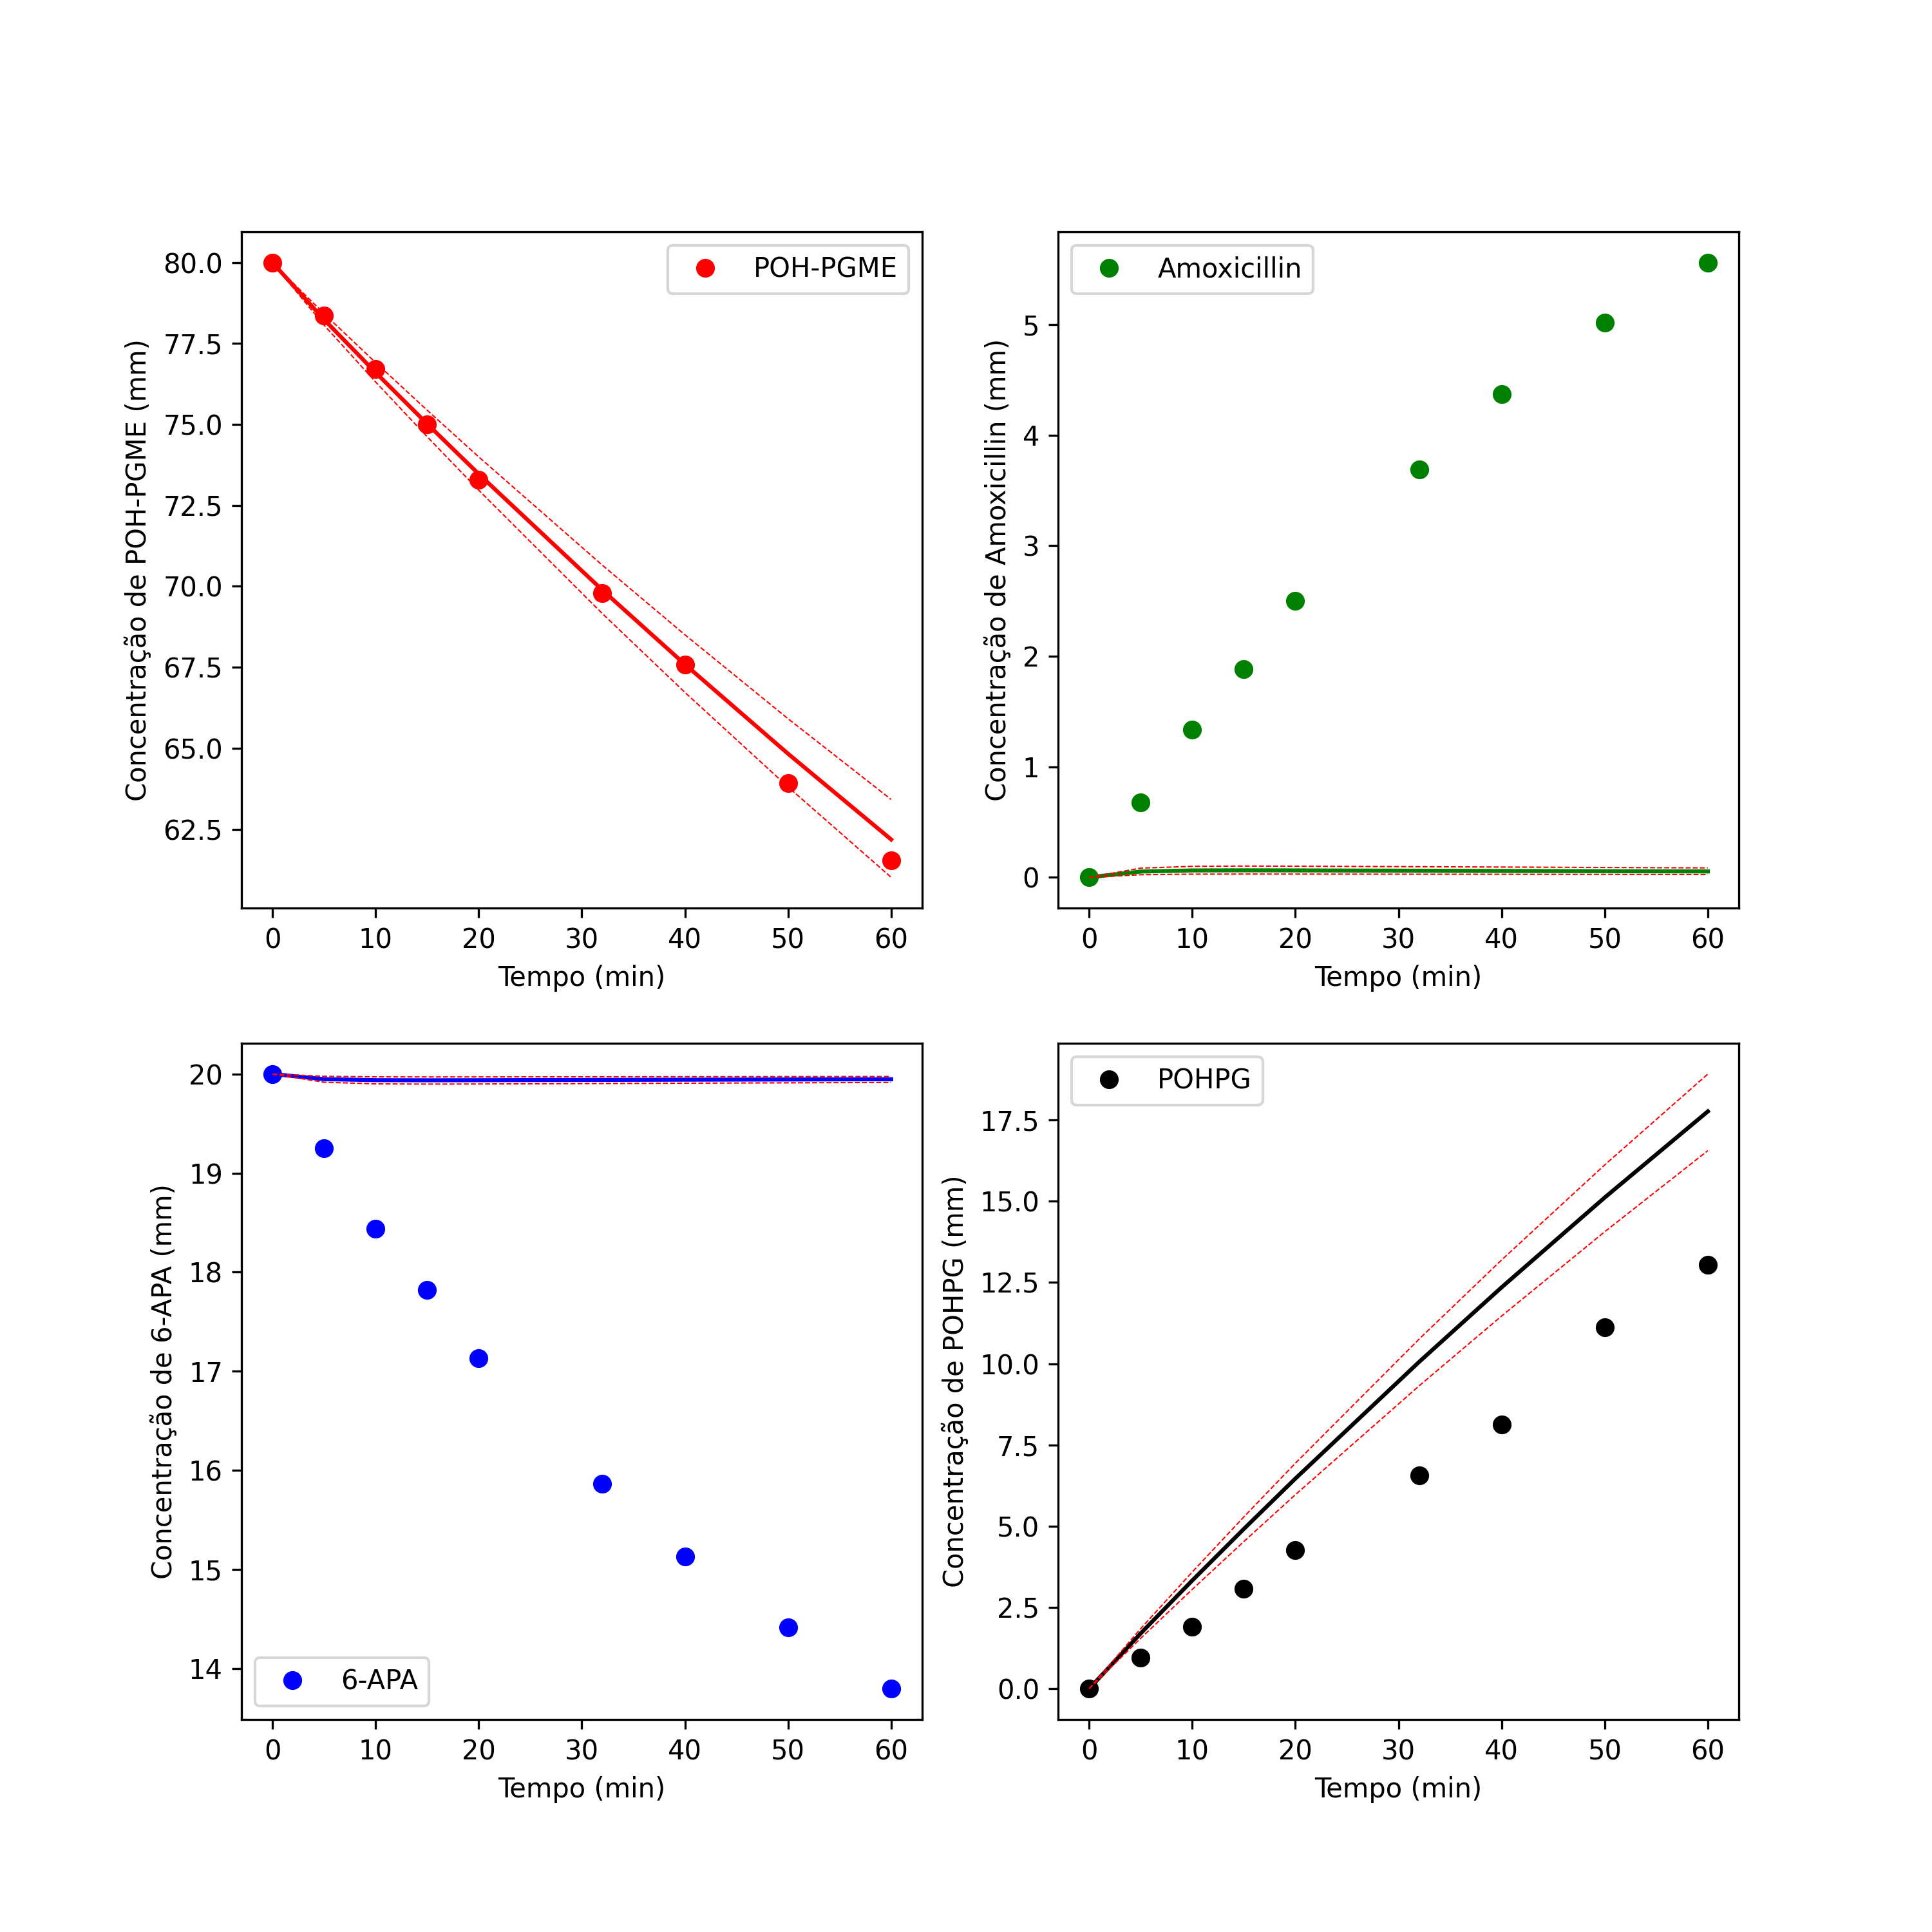 Concentração de POH-PGME (mm)
80.0
77.5
75.0
72.5
70.0
67.5
65.0
62.5
POH-PGME
0 10 20 30 40 50 60
Tempo (min)
Concentração de Amoxicillin (mm)
5
4
3
2
1
0
Amoxicillin
0 10 20 30 40 50 60
Tempo (min)
Concentração de 6-APA (mm)
20
19
18
17
16
15
14
6-APA
0 10 20 30 40 50 60
Tempo (min)
Concentração de POHPG (mm)
17.5
15.0
12.5
10.0
7.5
5.0
2.5
0.0
POHPG
0 10 20 30 40 50 60
Tempo (min)